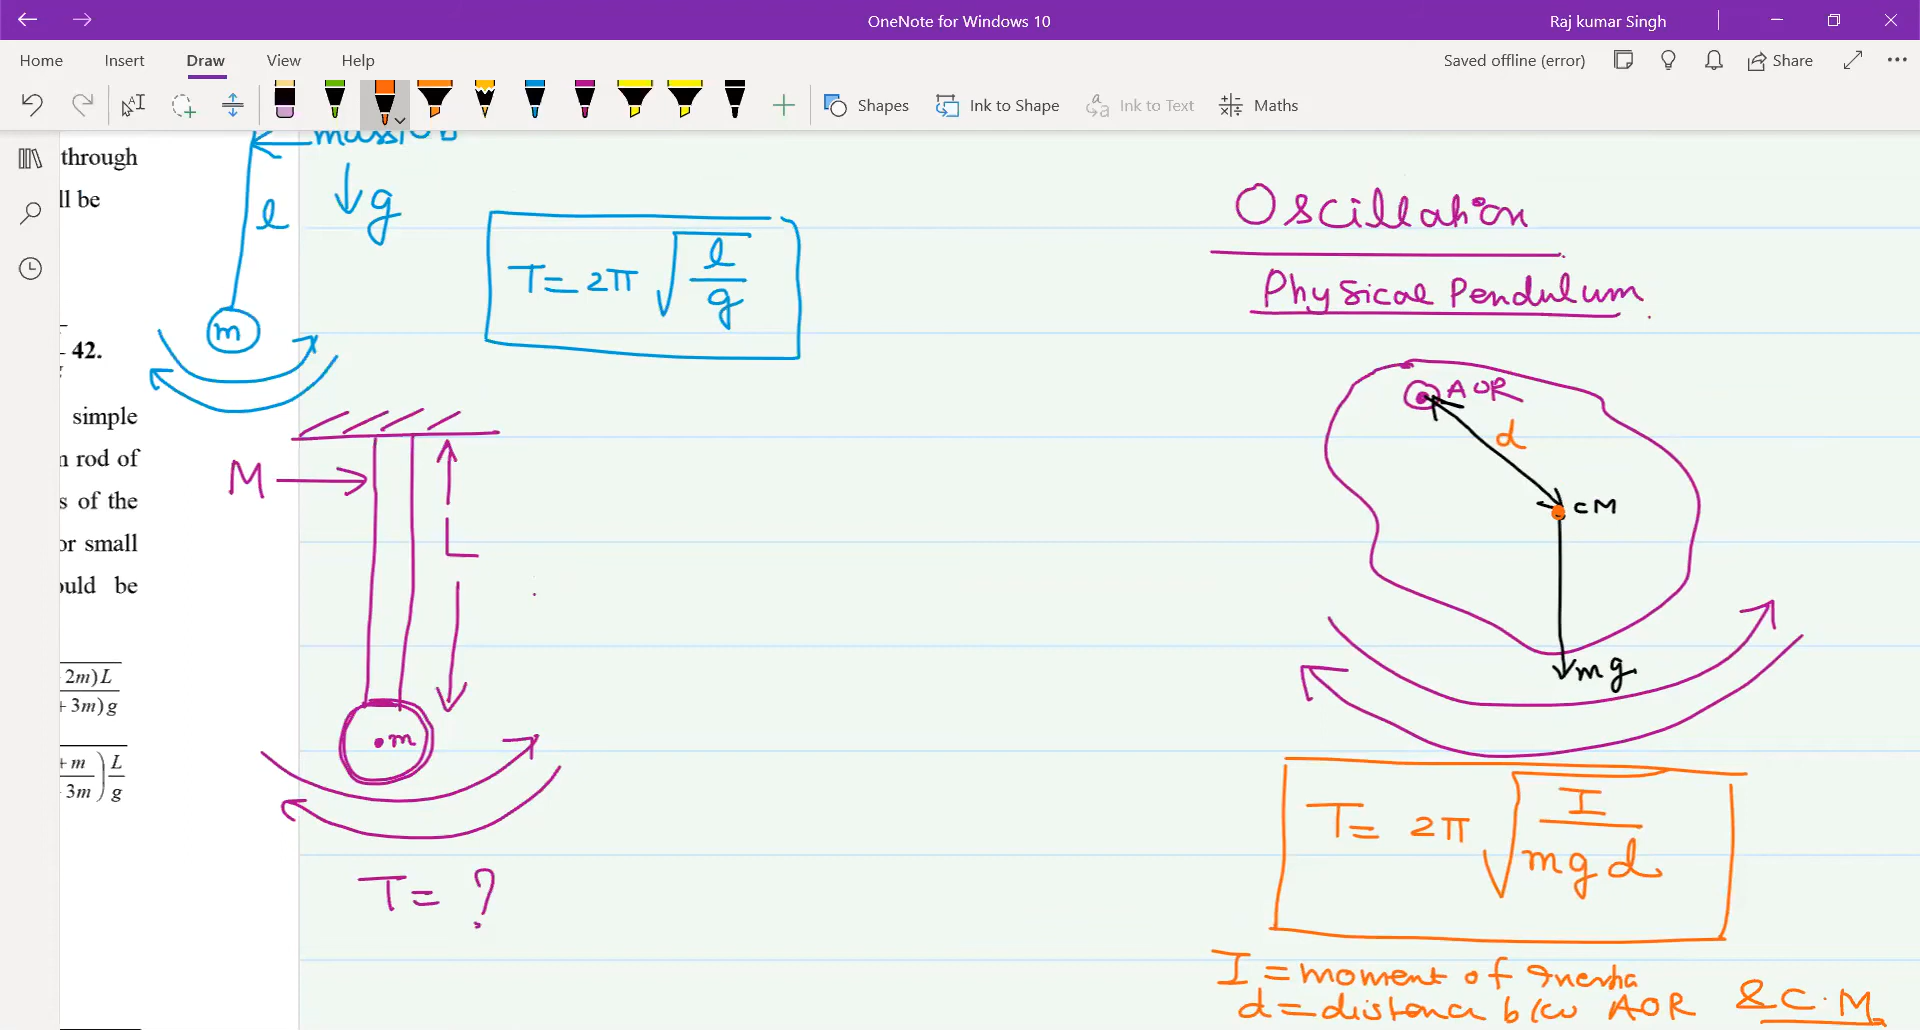 OneNote for Windows 10
Raj kumar Singh
Home Insert Draw View Help
Saved offline (error)
Share
Shapes
Ink to Shape
Ink to Text
Maths
through
ll be
42.
simple
rod of
s of the
or small
ould be
2m)L
+ 3m)g
+ m L
3m) g
massless
g
l
m
T = 2π √(l/g)
M
L
m
T = ?
Oscillation
Physical Pendulum
AOR
d
CM
mg
T = 2π √(I/mgd)
I = moment of Inertia
d = distance b/w AOR & C.M.